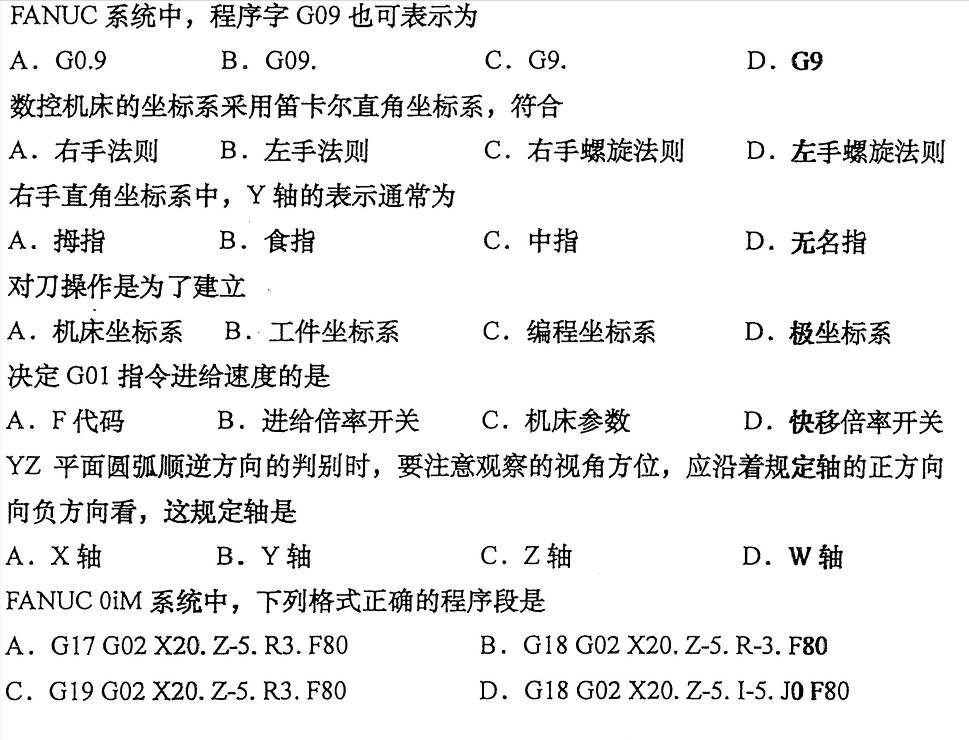 FANUC 系统中，程序字 G09 也可表示为
A．G0.9 B．G09. C．G9. D．G9
数控机床的坐标系采用笛卡尔直角坐标系，符合
A．右手法则 B．左手法则 C．右手螺旋法则 D．左手螺旋法则
右手直角坐标系中，Y 轴的表示通常为
A．拇指 B．食指 C．中指 D．无名指
对刀操作是为了建立
A．机床坐标系 B．工件坐标系 C．编程坐标系 D．极坐标系
决定 G01 指令进给速度的是
A．F 代码 B．进给倍率开关 C．机床参数 D．快移倍率开关
YZ 平面圆弧顺逆方向的判别时，要注意观察的视角方位，应沿着规定轴的正方向
向负方向看，这规定轴是
A．X 轴 B．Y 轴 C．Z 轴 D．W 轴
FANUC 0iM 系统中，下列格式正确的程序段是
A．G17 G02 X20. Z-5. R3. F80 B．G18 G02 X20. Z-5. R-3. F80
C．G19 G02 X20. Z-5. R3. F80 D．G18 G02 X20. Z-5. I-5. J0 F80